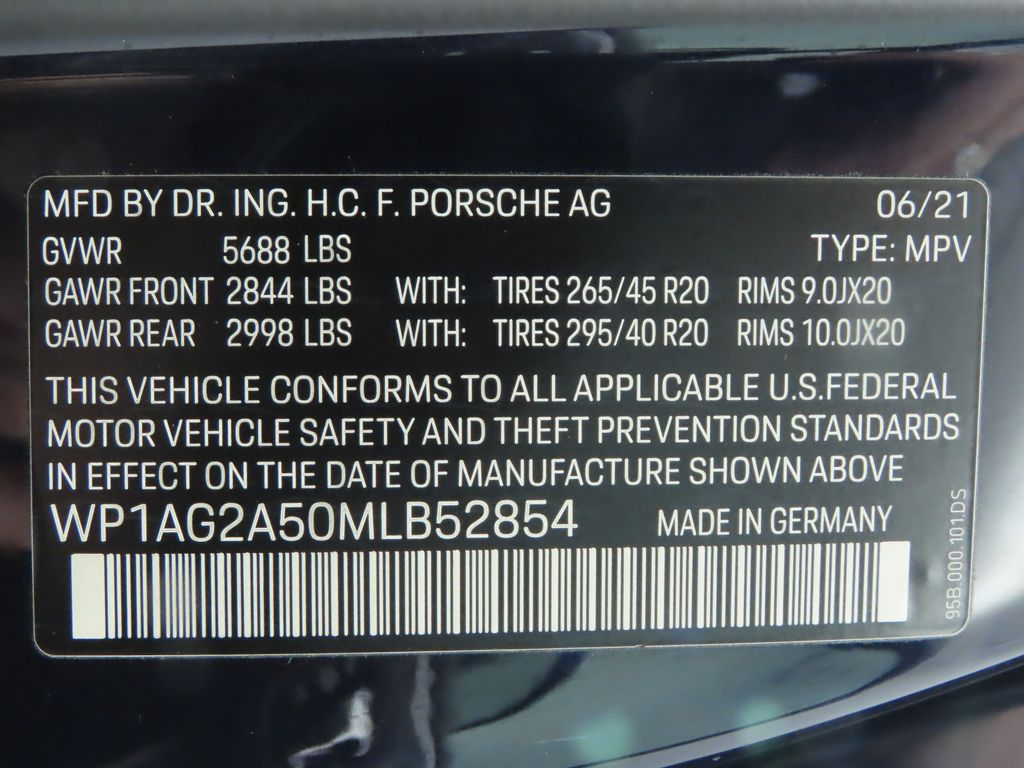 MFD BY DR. ING. H.C. F. PORSCHE AG 06/21
GVWR 5688 LBS TYPE: MPV
GAWR FRONT 2844 LBS WITH: TIRES 265/45 R20 RIMS 9.0JX20
GAWR REAR 2998 LBS WITH: TIRES 295/40 R20 RIMS 10.0JX20
THIS VEHICLE CONFORMS TO ALL APPLICABLE U.S.FEDERAL
MOTOR VEHICLE SAFETY AND THEFT PREVENTION STANDARDS
IN EFFECT ON THE DATE OF MANUFACTURE SHOWN ABOVE
WP1AG2A50MLB52854 MADE IN GERMANY
95B.000.101.DS